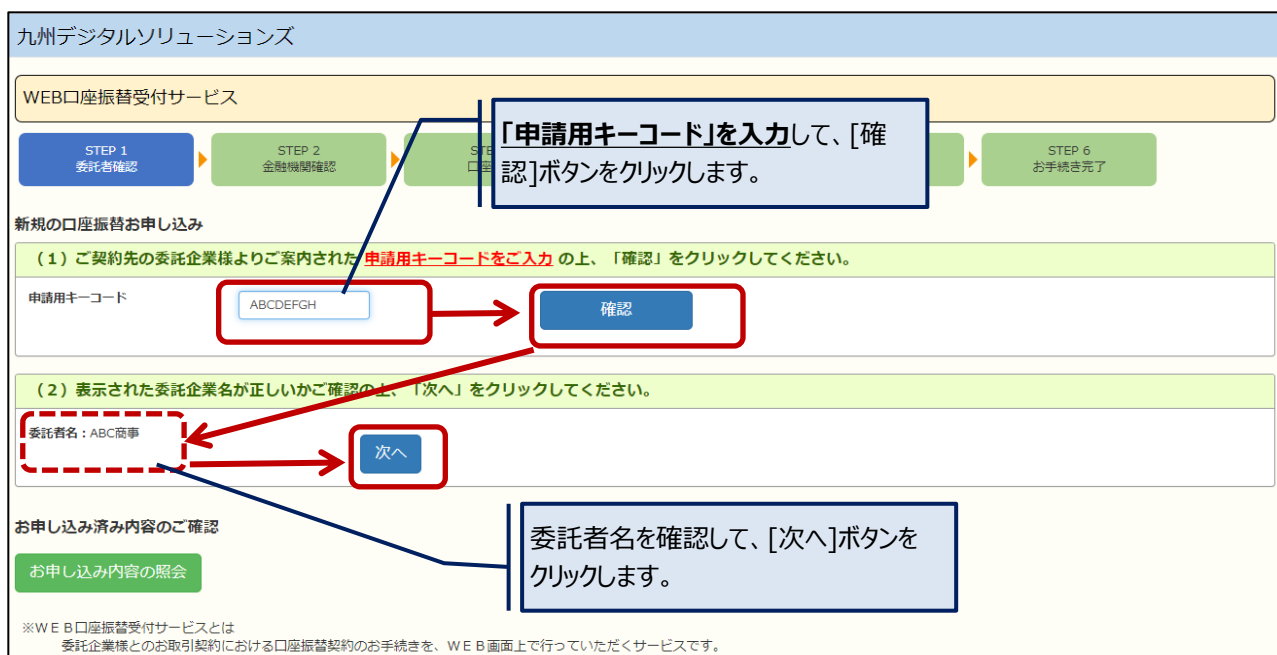 九州デジタルソリューションズ
WEB口座振替受付サービス
「申請用キーコード」を入力して、[確
認]ボタンをクリックします。
STEP 1
委託者確認
STEP 2
金融機関確認
STEP 6
お手続き完了
新規の口座振替お申し込み
（1）ご契約先の委託企業様よりご案内された 申請用キーコードをご入力 の上、「確認」をクリックしてください。
申請用キーコード
ABCDEFGH
確認
（2）表示された委託企業名が正しいかご確認の上、「次へ」をクリックしてください。
委託者名：ABC商事
次へ
お申し込み済み内容のご確認
委託者名を確認して、[次へ]ボタンを
クリックします。
お申し込み内容の照会
※ＷＥＢ口座振替受付サービスとは
委託企業様とのお取引契約における口座振替契約のお手続きを、ＷＥＢ画面上で行っていただくサービスです。